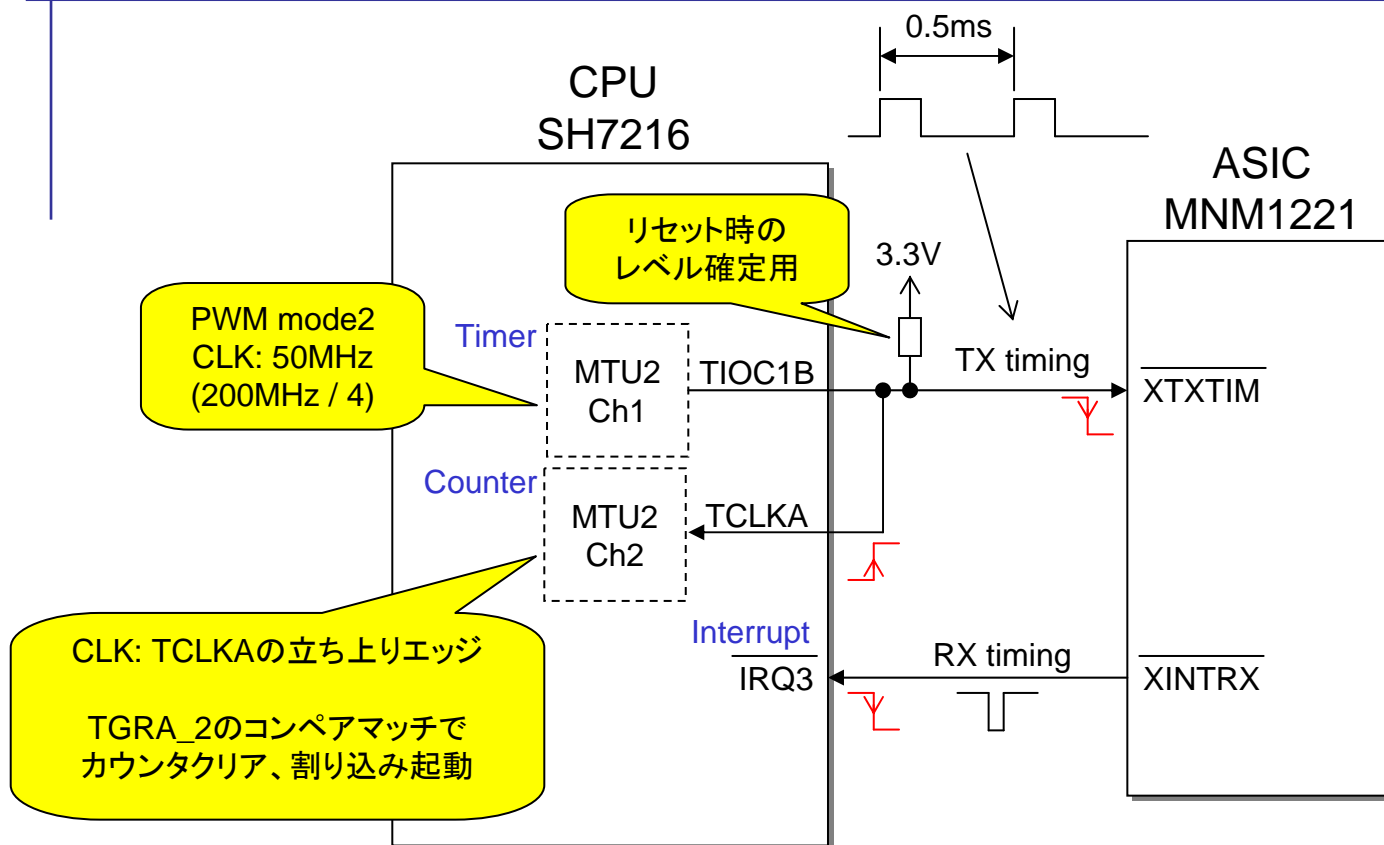 0.5ms
CPU
SH7216
ASIC
MNM1221
リセット時の
レベル確定用
3.3V
PWM mode2
CLK: 50MHz
(200MHz / 4)
Timer
MTU2
Ch1
TIOC1B
TX timing
XTXTIM
Counter
MTU2
Ch2
TCLKA
CLK: TCLKAの立ち上りエッジ
TGRA_2のコンペアマッチで
カウンタクリア、割り込み起動
Interrupt
IRQ3
RX timing
XINTRX